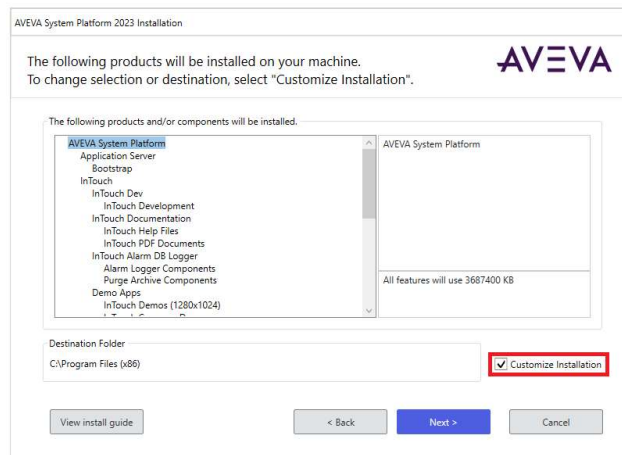 AVEVA System Platform 2023 Installation
The following products will be installed on your machine.
To change selection or destination, select "Customize Installation".
AVEVA
The following products and/or components will be installed.
AVEVA System Platform
Application Server
Bootstrap
InTouch
InTouch Dev
InTouch Development
InTouch Documentation
InTouch Help Files
InTouch PDF Documents
InTouch Alarm DB Logger
Alarm Logger Components
Purge Archive Components
Demo Apps
InTouch Demos (1280x1024)
AVEVA System Platform
All features will use 3687400 KB
Destination Folder
C:\Program Files (x86)
Customize Installation
View install guide
< Back
Next >
Cancel